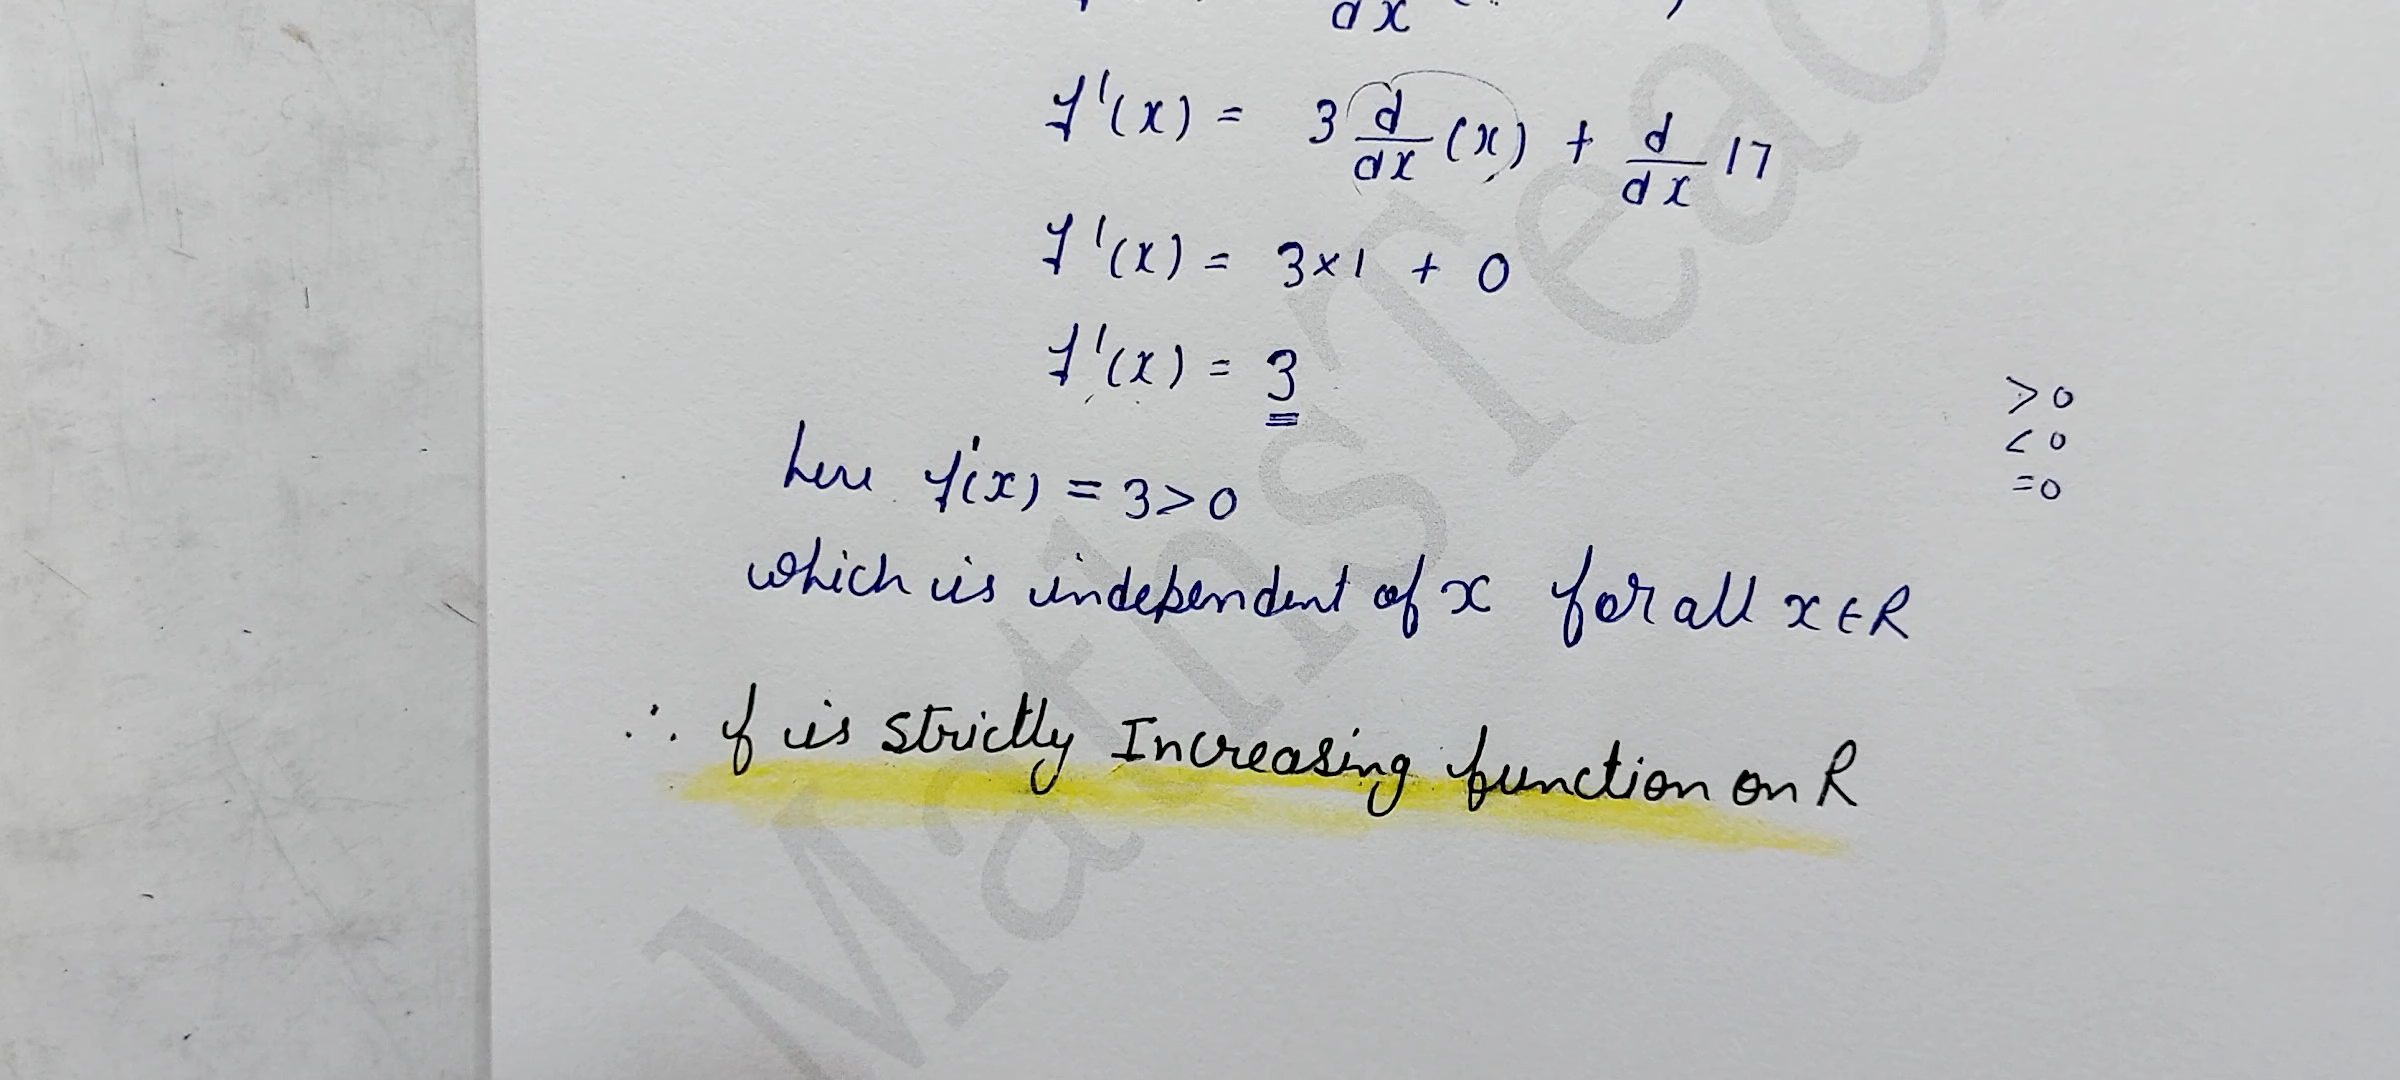 dx
f'(x) = 3 d/dx (x) + d/dx 17
f'(x) = 3×1 + 0
f'(x) = 3
>0
<0
=0
here f'(x) = 3>0
which is independent of x for all x∈R
∴ f is strictly Increasing function on R